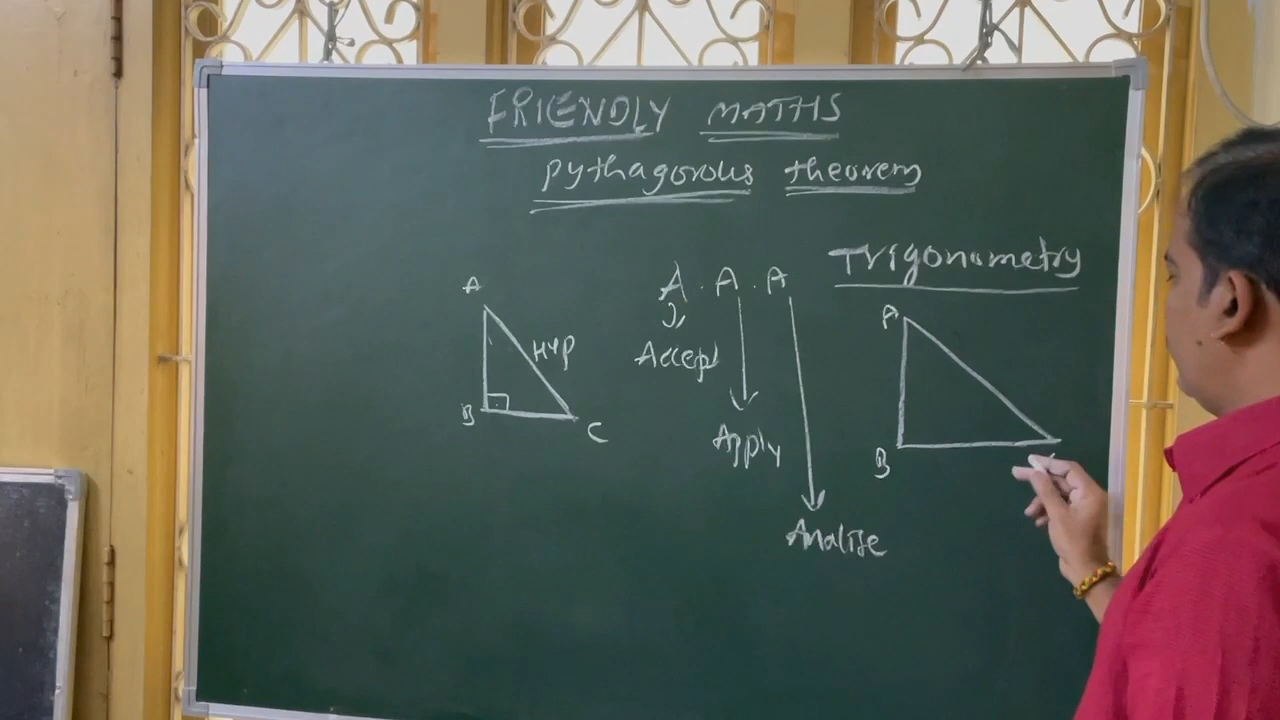 FRIENDLY MATHS
pythagorous theorem
Trigonometry
A . A . A
A
Hyp
B
C
Accept
Apply
Analise
A
B